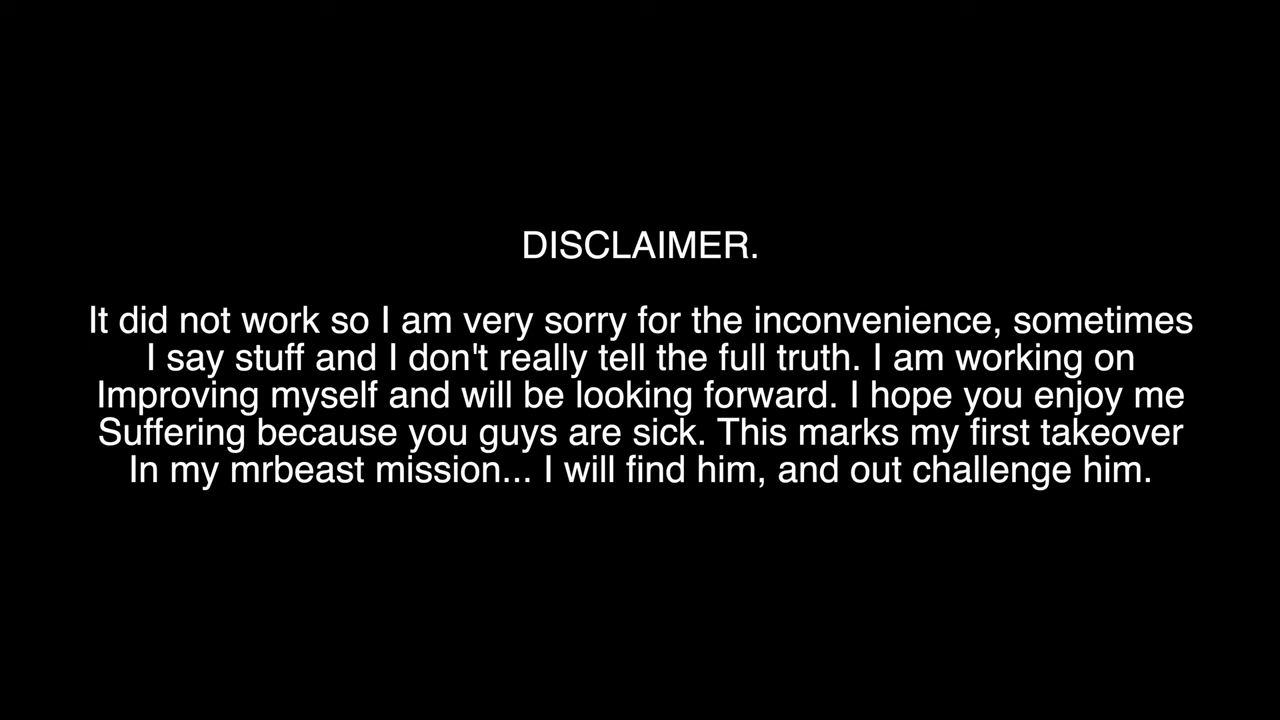 DISCLAIMER.
It did not work so I am very sorry for the inconvenience, sometimes
I say stuff and I don't really tell the full truth. I am working on
Improving myself and will be looking forward. I hope you enjoy me
Suffering because you guys are sick. This marks my first takeover
In my mrbeast mission... I will find him, and out challenge him.